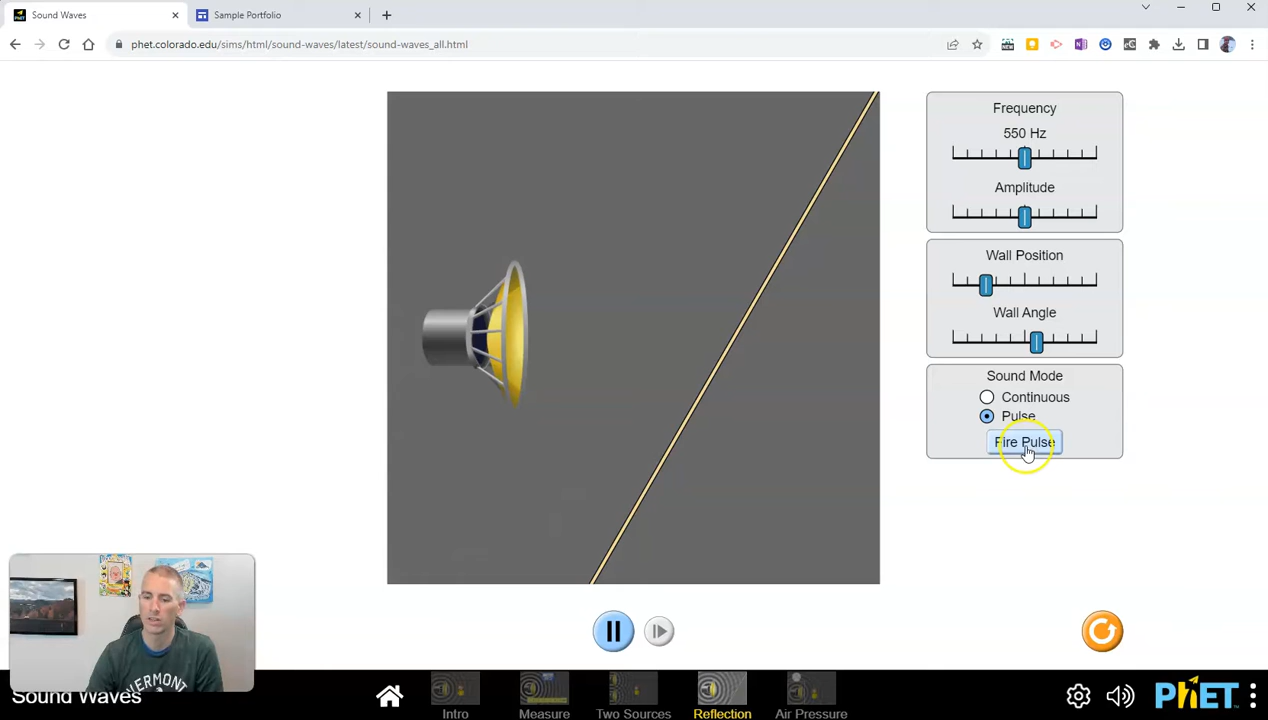 Sound Waves
Sample Portfolio
phet.colorado.edu/sims/html/sound-waves/latest/sound-waves_all.html
Frequency
550 Hz
Amplitude
Wall Position
Wall Angle
Sound Mode
Continuous
Pulse
Fire Pulse
VERMONT
Sound Waves
Intro
Measure
Two Sources
Reflection
Air Pressure
PhET